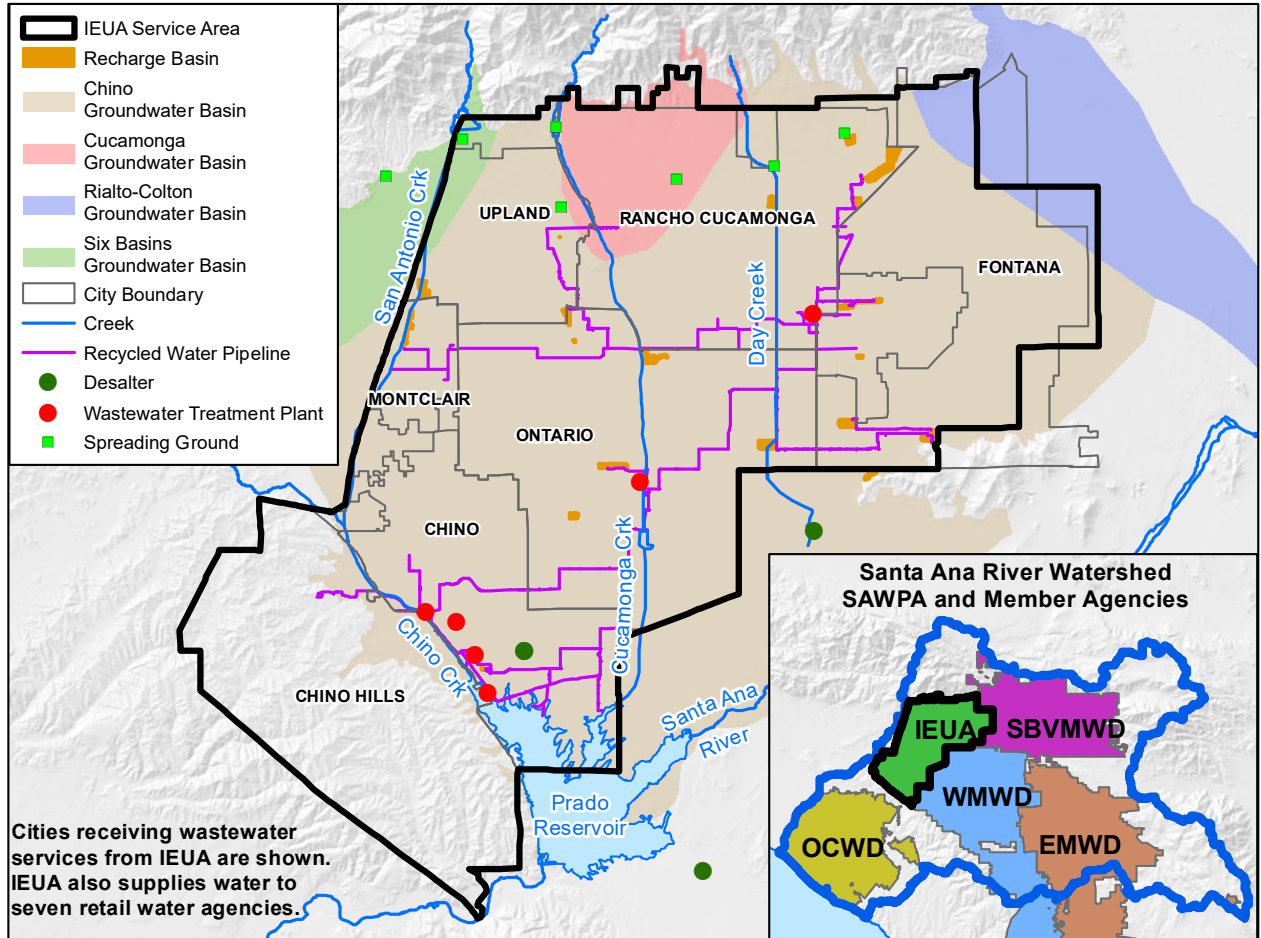 IEUA Service Area
Recharge Basin
Chino
Groundwater Basin
Cucamonga
Groundwater Basin
Rialto-Colton
Groundwater Basin
Six Basins
Groundwater Basin
City Boundary
Creek
Recycled Water Pipeline
Desalter
Wastewater Treatment Plant
Spreading Ground
San Antonio Crk
UPLAND
RANCHO CUCAMONGA
FONTANA
Day Creek
MONTCLAIR
ONTARIO
CHINO
Cucamonga Crk
Chino Crk
CHINO HILLS
Santa Ana
River
Prado
Reservoir
Cities receiving wastewater
services from IEUA are shown.
IEUA also supplies water to
seven retail water agencies.
Santa Ana River Watershed
SAWPA and Member Agencies
IEUA
SBVMWD
WMWD
OCWD
EMWD